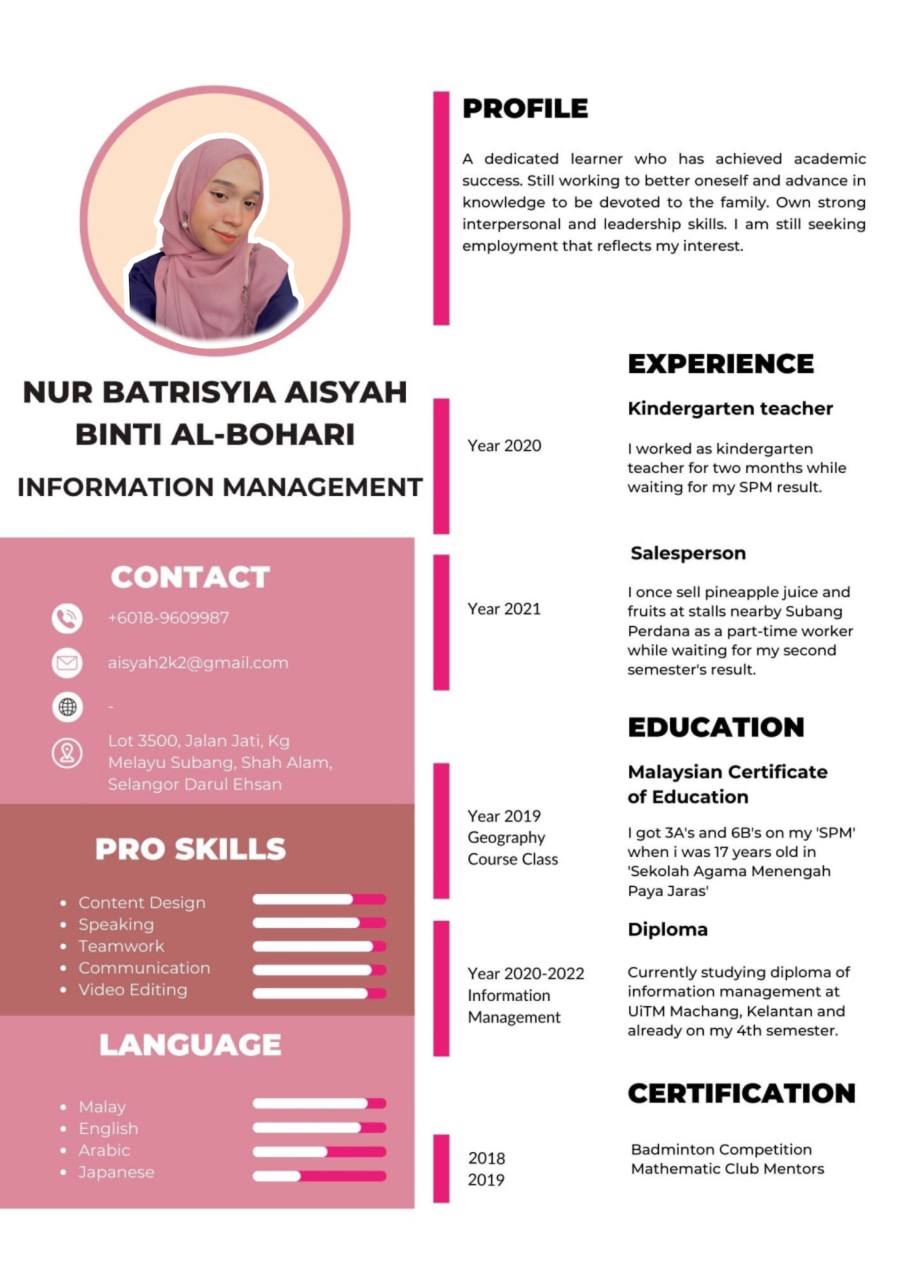 NUR BATRISYIA AISYAH
BINTI AL-BOHARI
INFORMATION MANAGEMENT
CONTACT
+6018-9609987
aisyah2k2@gmail.com
-
Lot 3500, Jalan Jati, Kg
Melayu Subang, Shah Alam,
Selangor Darul Ehsan
PRO SKILLS
• Content Design
• Speaking
• Teamwork
• Communication
• Video Editing
LANGUAGE
• Malay
• English
• Arabic
• Japanese
PROFILE
A dedicated learner who has achieved academic
success. Still working to better oneself and advance in
knowledge to be devoted to the family. Own strong
interpersonal and leadership skills. I am still seeking
employment that reflects my interest.
EXPERIENCE
Year 2020
Kindergarten teacher
I worked as kindergarten
teacher for two months while
waiting for my SPM result.
Year 2021
Salesperson
I once sell pineapple juice and
fruits at stalls nearby Subang
Perdana as a part-time worker
while waiting for my second
semester's result.
EDUCATION
Year 2019
Geography
Course Class
Malaysian Certificate
of Education
I got 3A's and 6B's on my 'SPM'
when i was 17 years old in
'Sekolah Agama Menengah
Paya Jaras'
Year 2020-2022
Information
Management
Diploma
Currently studying diploma of
information management at
UiTM Machang, Kelantan and
already on my 4th semester.
CERTIFICATION
2018
2019
Badminton Competition
Mathematic Club Mentors